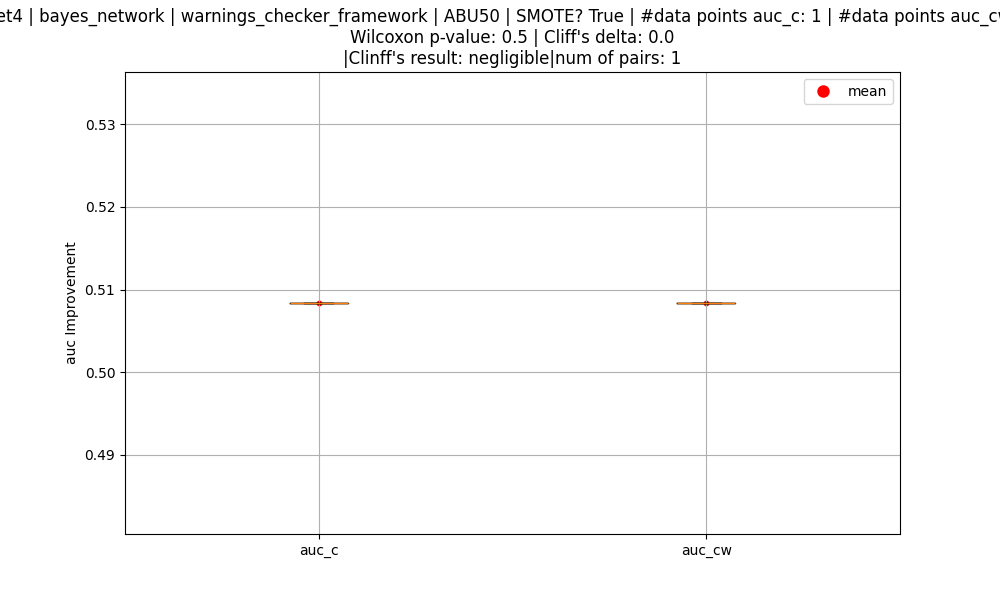 | bayes_network | warnings_checker_framework | ABU50 | SMOTE? True | #data points auc_c: 1 | #data points
Wilcoxon p-value: 0.5 | Cliff's delta: 0.0
|Clinff's result: negligible|num of pairs: 1
mean
0.53
0.52
0.51
0.50
0.49
auc Improvement
auc_c
auc_cw